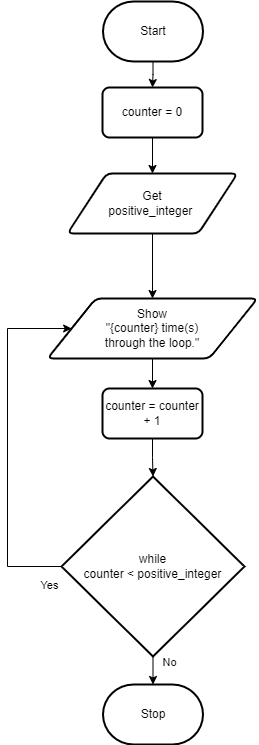 Start
counter = 0
Get
positive_integer
Show
"{counter} time(s)
through the loop."
counter = counter
+ 1
while
counter < positive_integer
Yes
No
Stop